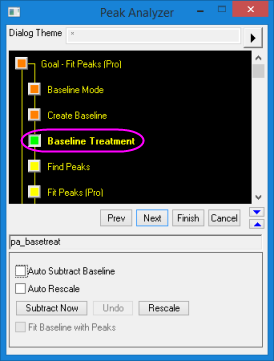 Peak Analyzer
Dialog Theme *
Goal - Fit Peaks (Pro)
Baseline Mode
Create Baseline
Baseline Treatment
Find Peaks
Fit Peaks (Pro)
Prev Next Finish Cancel
pa_basetreat
Auto Subtract Baseline
Auto Rescale
Subtract Now Undo Rescale
Fit Baseline with Peaks